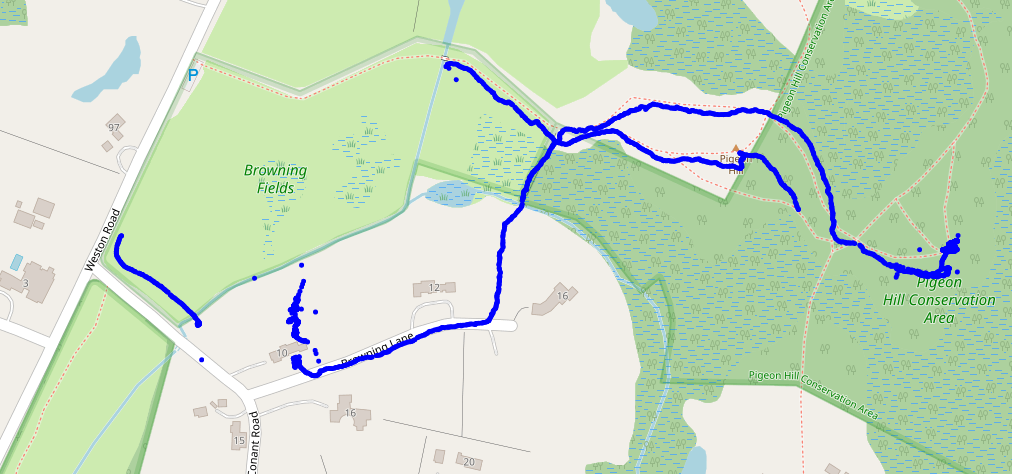 Pigeon Hill Conservation Area
P
97
Browning
Fields
Pigeon
Hill
Weston Road
3
12
16
Pigeon
Hill Conservation
Area
10
Browning Lane
Pigeon Hill Conservation Area
16
15
Conant Road
20